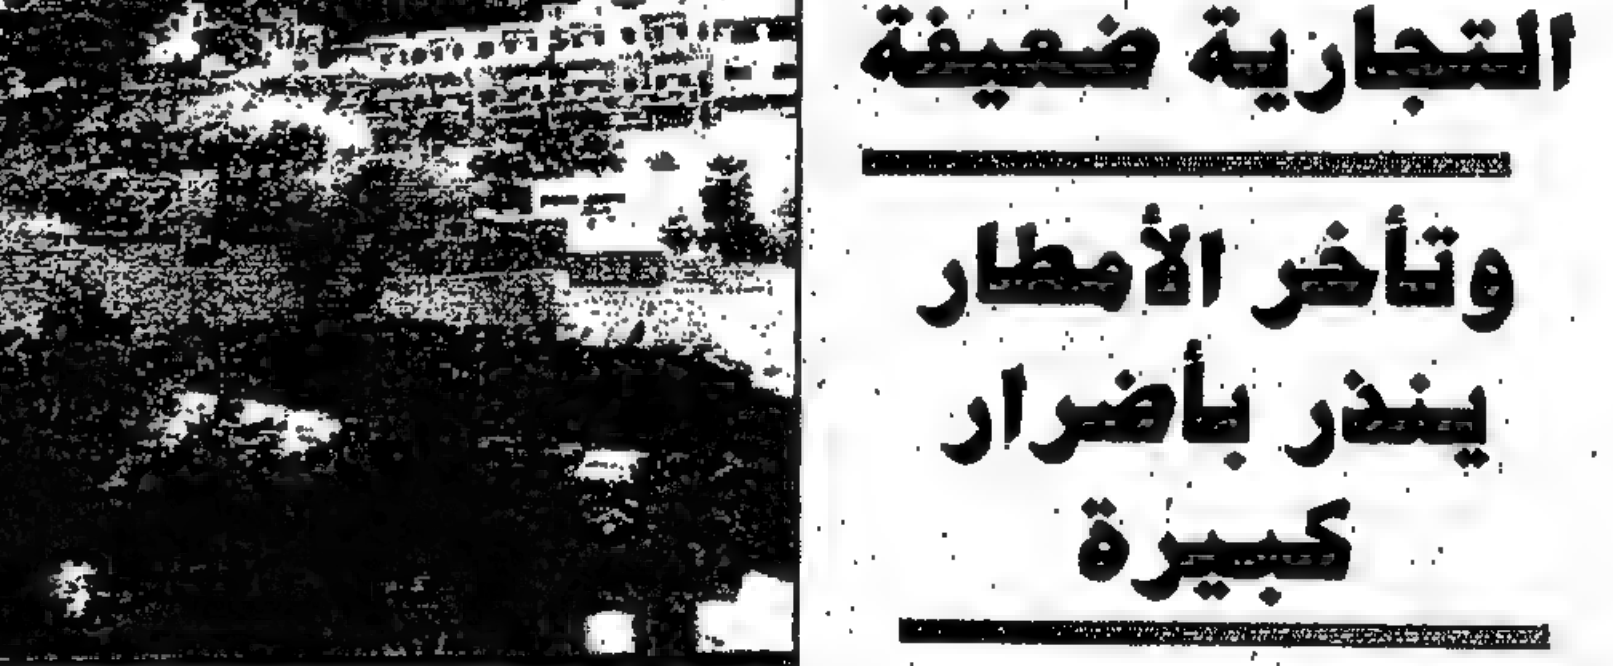 التجارية ضعيفة
وتأخر الأمطار
ينذر بأضرار
كبيرة